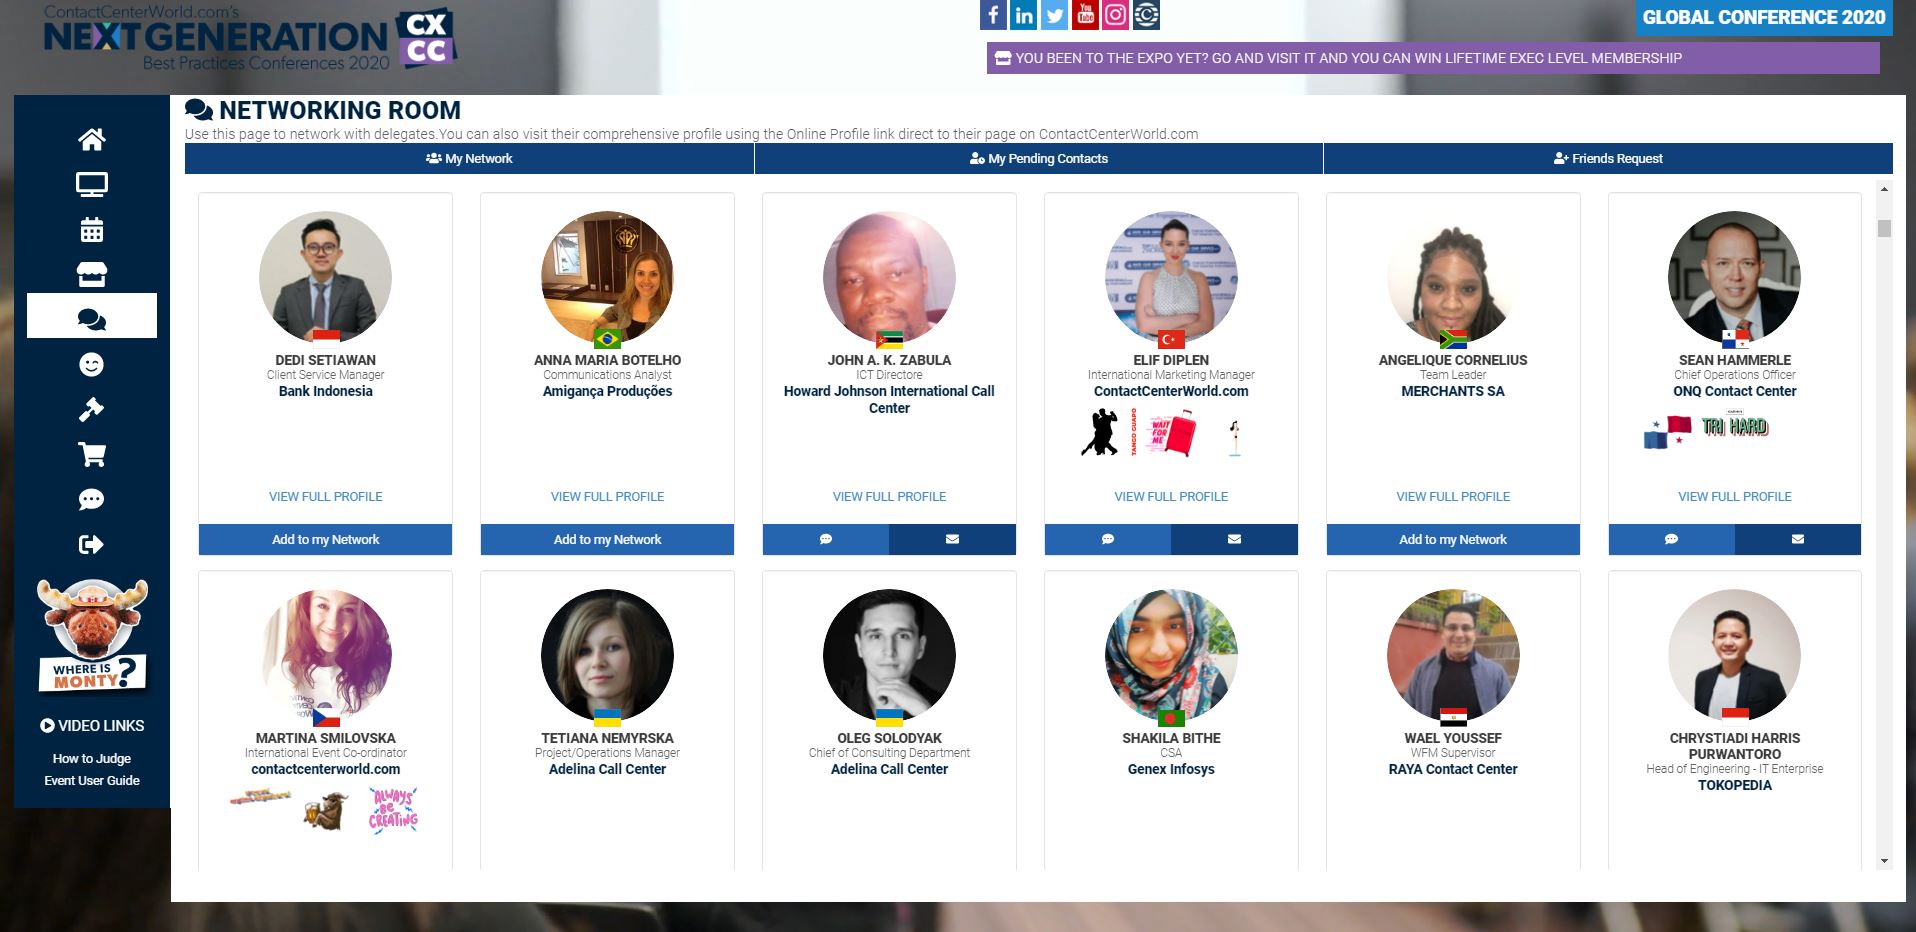 ContactCenterWorld.com's
NEXTGENERATION
Best Practices Conferences 2020
CX
CC
GLOBAL CONFERENCE 2020
YOU BEEN TO THE EXPO YET? GO AND VISIT IT AND YOU CAN WIN LIFETIME EXEC LEVEL MEMBERSHIP
NETWORKING ROOM
Use this page to network with delegates.You can also visit their comprehensive profile using the Online Profile link direct to their page on ContactCenterWorld.com
My Network
My Pending Contacts
Friends Request
DEDI SETIAWAN
Client Service Manager
Bank Indonesia
VIEW FULL PROFILE
Add to my Network
ANNA MARIA BOTELHO
Communications Analyst
Amigança Produções
VIEW FULL PROFILE
Add to my Network
JOHN A. K. ZABULA
ICT Directore
Howard Johnson International Call
Center
VIEW FULL PROFILE
ELIF DIPLEN
International Marketing Manager
ContactCenterWorld.com
TANGO GUAPO
WAIT
FOR
ME
VIEW FULL PROFILE
ANGELIQUE CORNELIUS
Team Leader
MERCHANTS SA
VIEW FULL PROFILE
Add to my Network
SEAN HAMMERLE
Chief Operations Officer
ONQ Contact Center
TRI HARD
VIEW FULL PROFILE
MARTINA SMILOVSKA
International Event Co-ordinator
contactcenterworld.com
ALWAYS
BE
CREATING
TETIANA NEMYRSKA
Project/Operations Manager
Adelina Call Center
OLEG SOLODYAK
Chief of Consulting Department
Adelina Call Center
SHAKILA BITHE
CSA
Genex Infosys
WAEL YOUSSEF
WFM Supervisor
RAYA Contact Center
CHRYSTIADI HARRIS
PURWANTORO
Head of Engineering - IT Enterprise
TOKOPEDIA
WHERE IS
MONTY?
VIDEO LINKS
How to Judge
Event User Guide